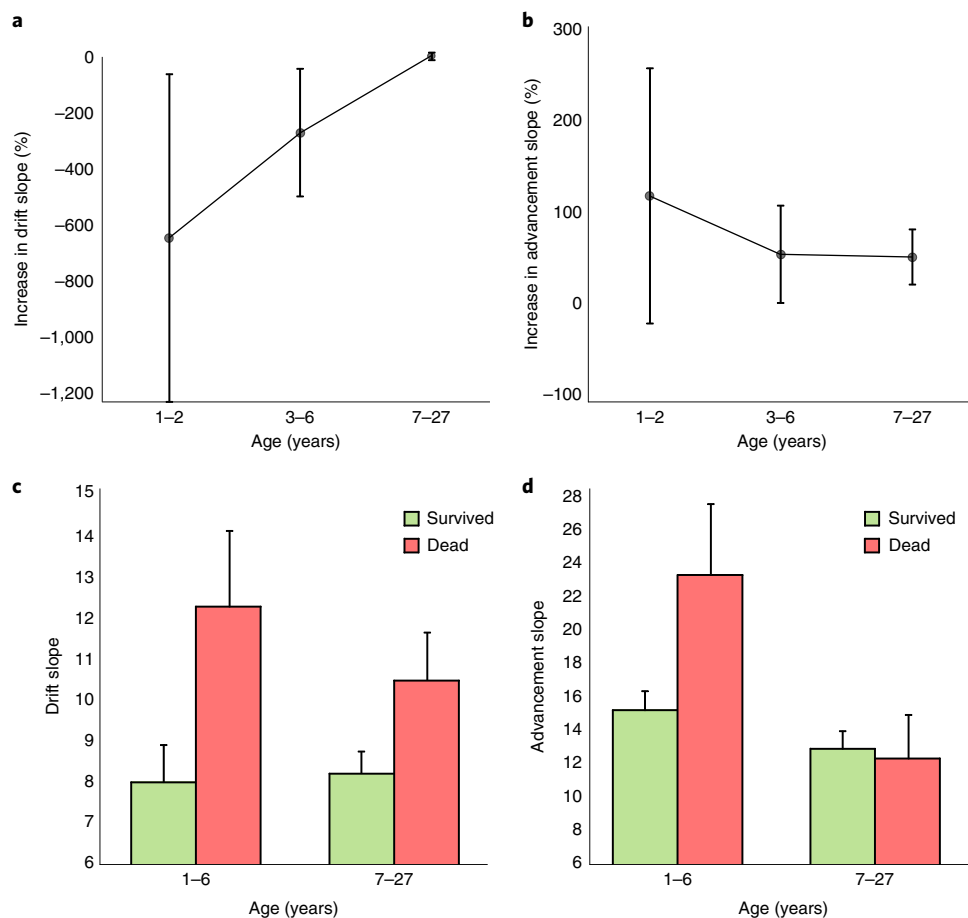 a
Increase in drift slope (%)
0
–200
–400
–600
–800
–1,000
–1,200
1–2
3–6
7–27
Age (years)
b
Increase in advancement slope (%)
300
200
100
0
–100
1–2
3–6
7–27
Age (years)
c
Drift slope
15
14
13
12
11
10
9
8
7
6
Survived
Dead
1–6
7–27
Age (years)
d
Advancement slope
28
26
24
22
20
18
16
14
12
10
8
6
Survived
Dead
1–6
7–27
Age (years)